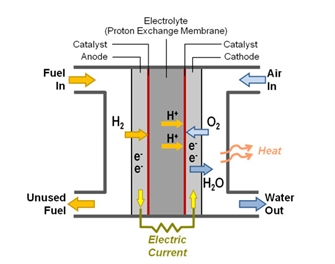 Electrolyte
(Proton Exchange Membrane)
Catalyst
Catalyst
Anode
Cathode
Fuel
In
Air
In
H₂
H⁺
O₂
H⁺
e⁻
e⁻
e⁻
e⁻
Heat
H₂O
Unused
Fuel
Water
Out
Electric
Current